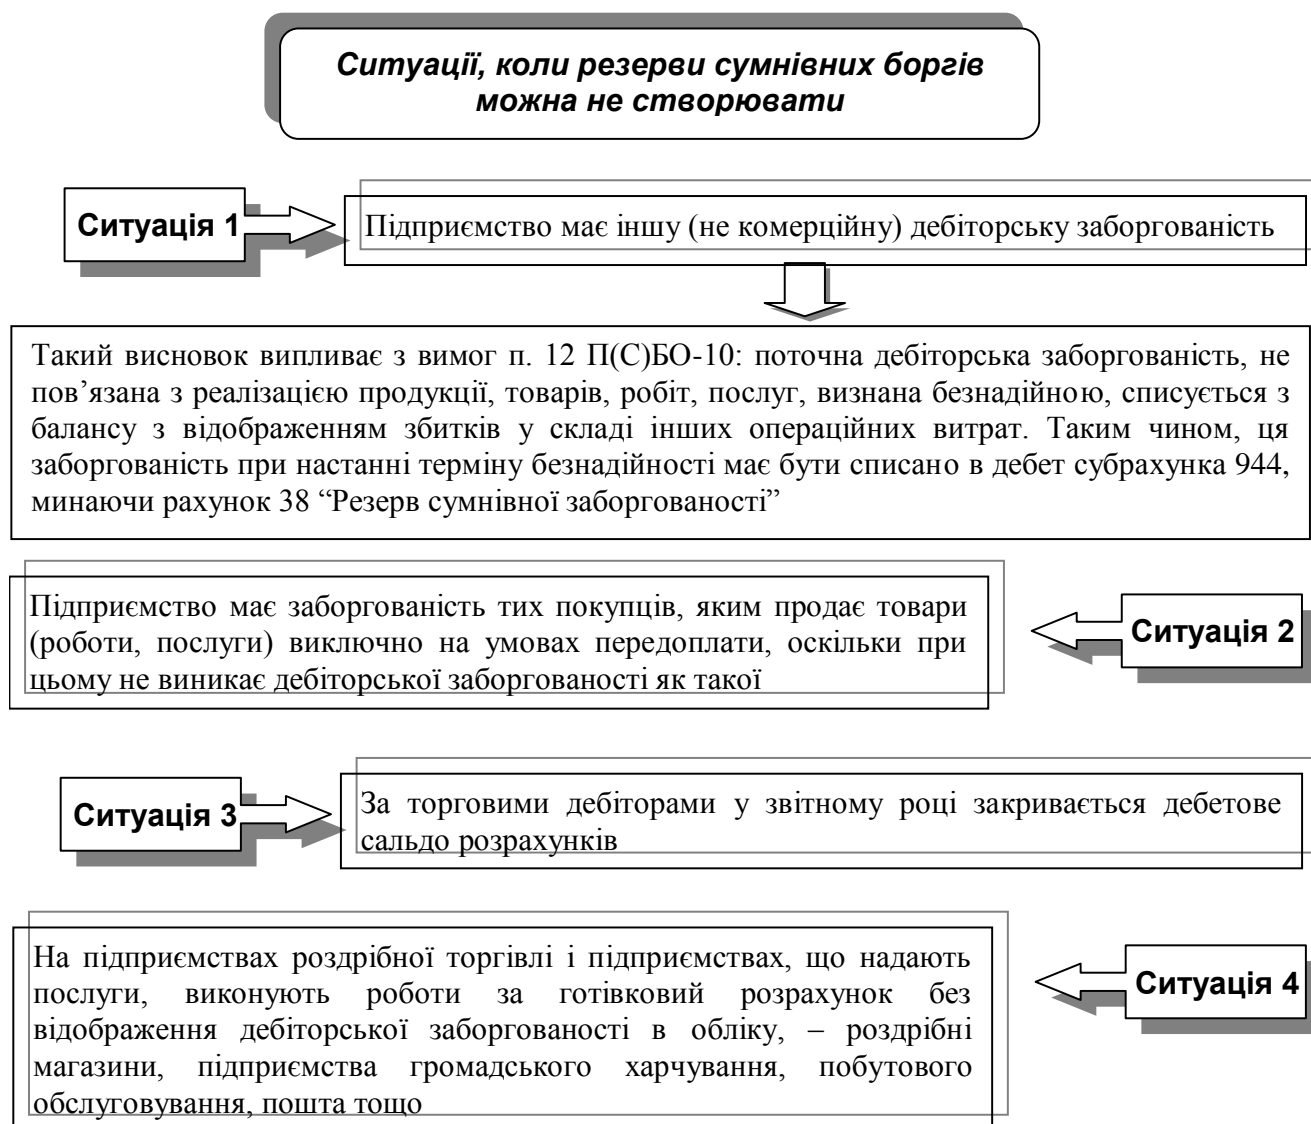 Ситуації, коли резерви сумнівних боргів
можна не створювати
Ситуація 1
Підприємство має іншу (не комерційну) дебіторську заборгованість
Такий висновок випливає з вимог п. 12 П(С)БО-10: поточна дебіторська заборгованість, не
пов’язана з реалізацією продукції, товарів, робіт, послуг, визнана безнадійною, списується з
балансу з відображенням збитків у складі інших операційних витрат. Таким чином, ця
заборгованість при настанні терміну безнадійності має бути списано в дебет субрахунка 944,
минаючи рахунок 38 “Резерв сумнівної заборгованості”
Підприємство має заборгованість тих покупців, яким продає товари
(роботи, послуги) виключно на умовах передоплати, оскільки при
цьому не виникає дебіторської заборгованості як такої
Ситуація 2
Ситуація 3
За торговими дебіторами у звітному році закривається дебетове
сальдо розрахунків
На підприємствах роздрібної торгівлі і підприємствах, що надають
послуги, виконують роботи за готівковий розрахунок без
відображення дебіторської заборгованості в обліку, – роздрібні
магазини, підприємства громадського харчування, побутового
обслуговування, пошта тощо
Ситуація 4